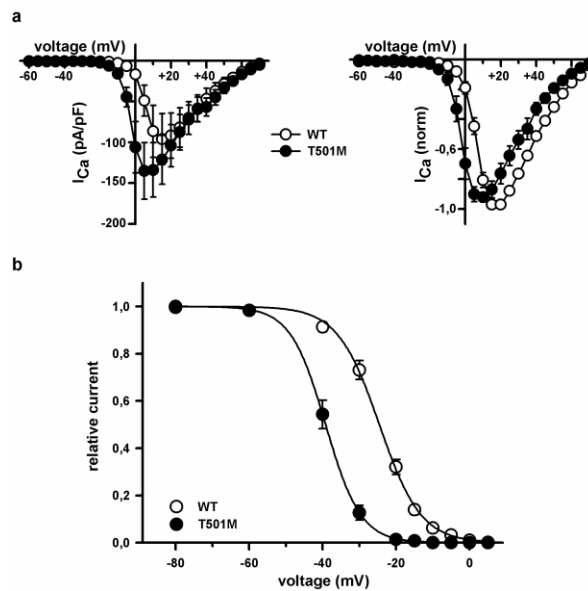 a
voltage (mV)
-60 -40 +20 +40
-50
-100
-150
-200
I Ca (pA/pF)
WT
T501M
voltage (mV)
-60 -40 +20 +40
-0,6
-1,0
I Ca (norm)
b
1,0
0,8
0,6
0,4
0,2
0,0
relative current
WT
T501M
-80 -60 -40 -20 0
voltage (mV)